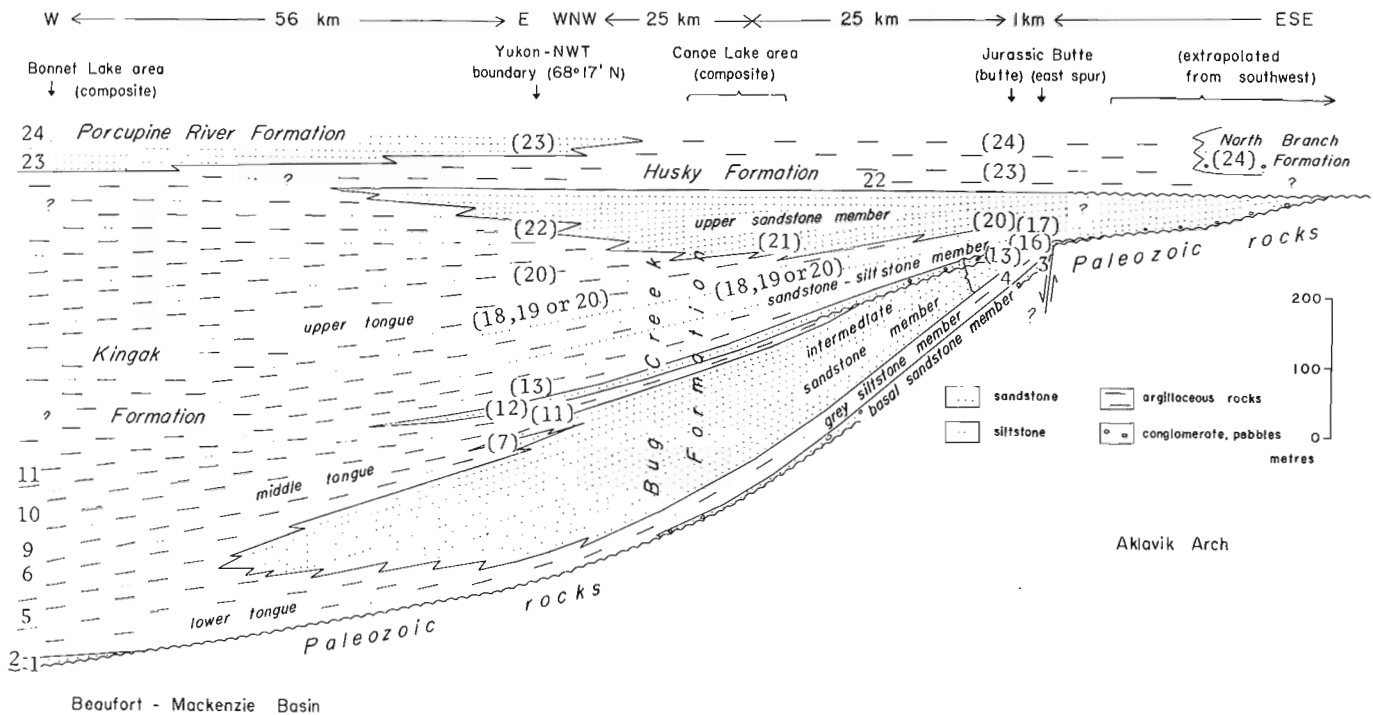 W 56 km E WNW 25 km 25 km 1km ESE
Bonnet Lake area
(composite)
Yukon-NWT
boundary (68°17' N)
Canoe Lake area
(composite)
Jurassic Butte
(butte) (east spur)
(extrapolated
from southwest)
24 Porcupine River Formation (23) (24) North Branch
(24) Formation
23 ? Husky Formation 22 (23) ?
?
upper sandstone member (20) (17) ?
(22) (21) (16)
(20) (18,19 or 20) sandstone-siltstone member (13) 3 Paleozoic rocks
(18,19 or 20) 4
upper tongue
Bug Creek Formation
intermediate
sandstone member
grey siltstone member
basal sandstone member
?
Kingak
Formation
?
(13)
(12) (11)
(7)
middle tongue
11
10
9
6
5
lower tongue
2-1
Paleozoic rocks
sandstone
siltstone
argillaceous rocks
conglomerate, pebbles
200
100
0
metres
Aklavik Arch
Beaufort - Mackenzie Basin